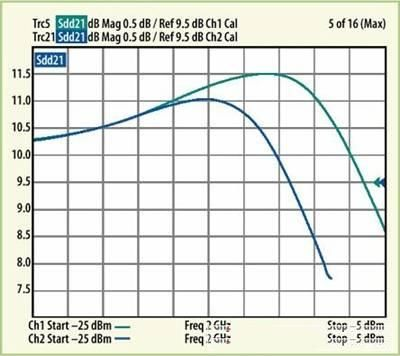 Trc5 Sdd21 dB Mag 0.5 dB / Ref 9.5 dB Ch1 Cal 5 of 16 (Max)
Trc21 Sdd21 dB Mag 0.5 dB / Ref 9.5 dB Ch2 Cal
Sdd21
11.5
11.0
10.5
10.0
9.5
9.0
8.5
8.0
7.5
Ch1 Start –25 dBm Freq 2 GHz Stop –5 dBm
Ch2 Start –25 dBm Freq 2 GHz Stop –5 dBm